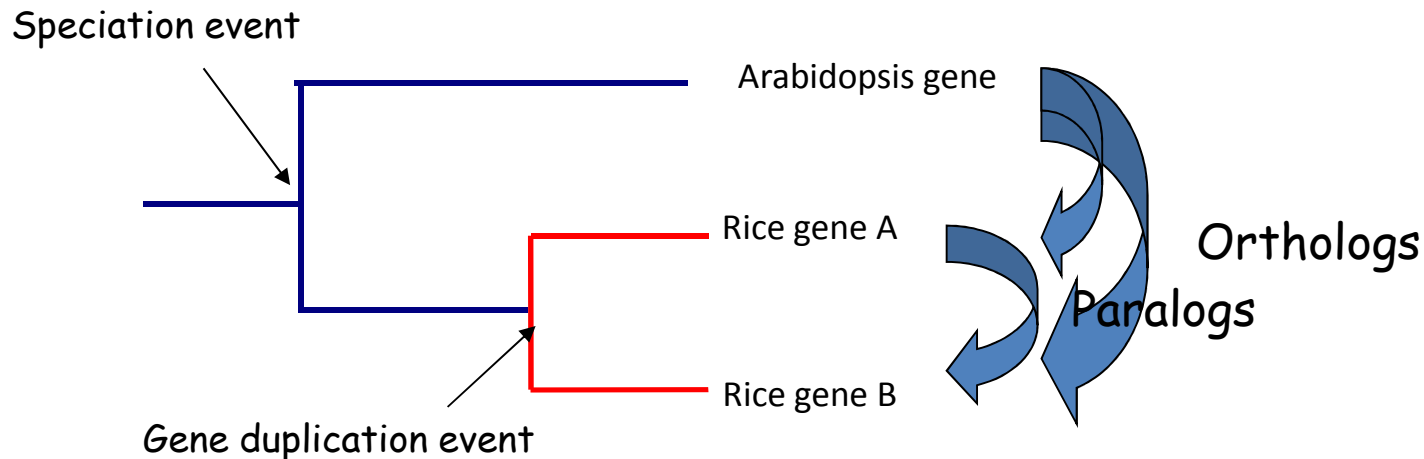 Speciation event
Arabidopsis gene
Rice gene A
Orthologs
Paralogs
Rice gene B
Gene duplication event